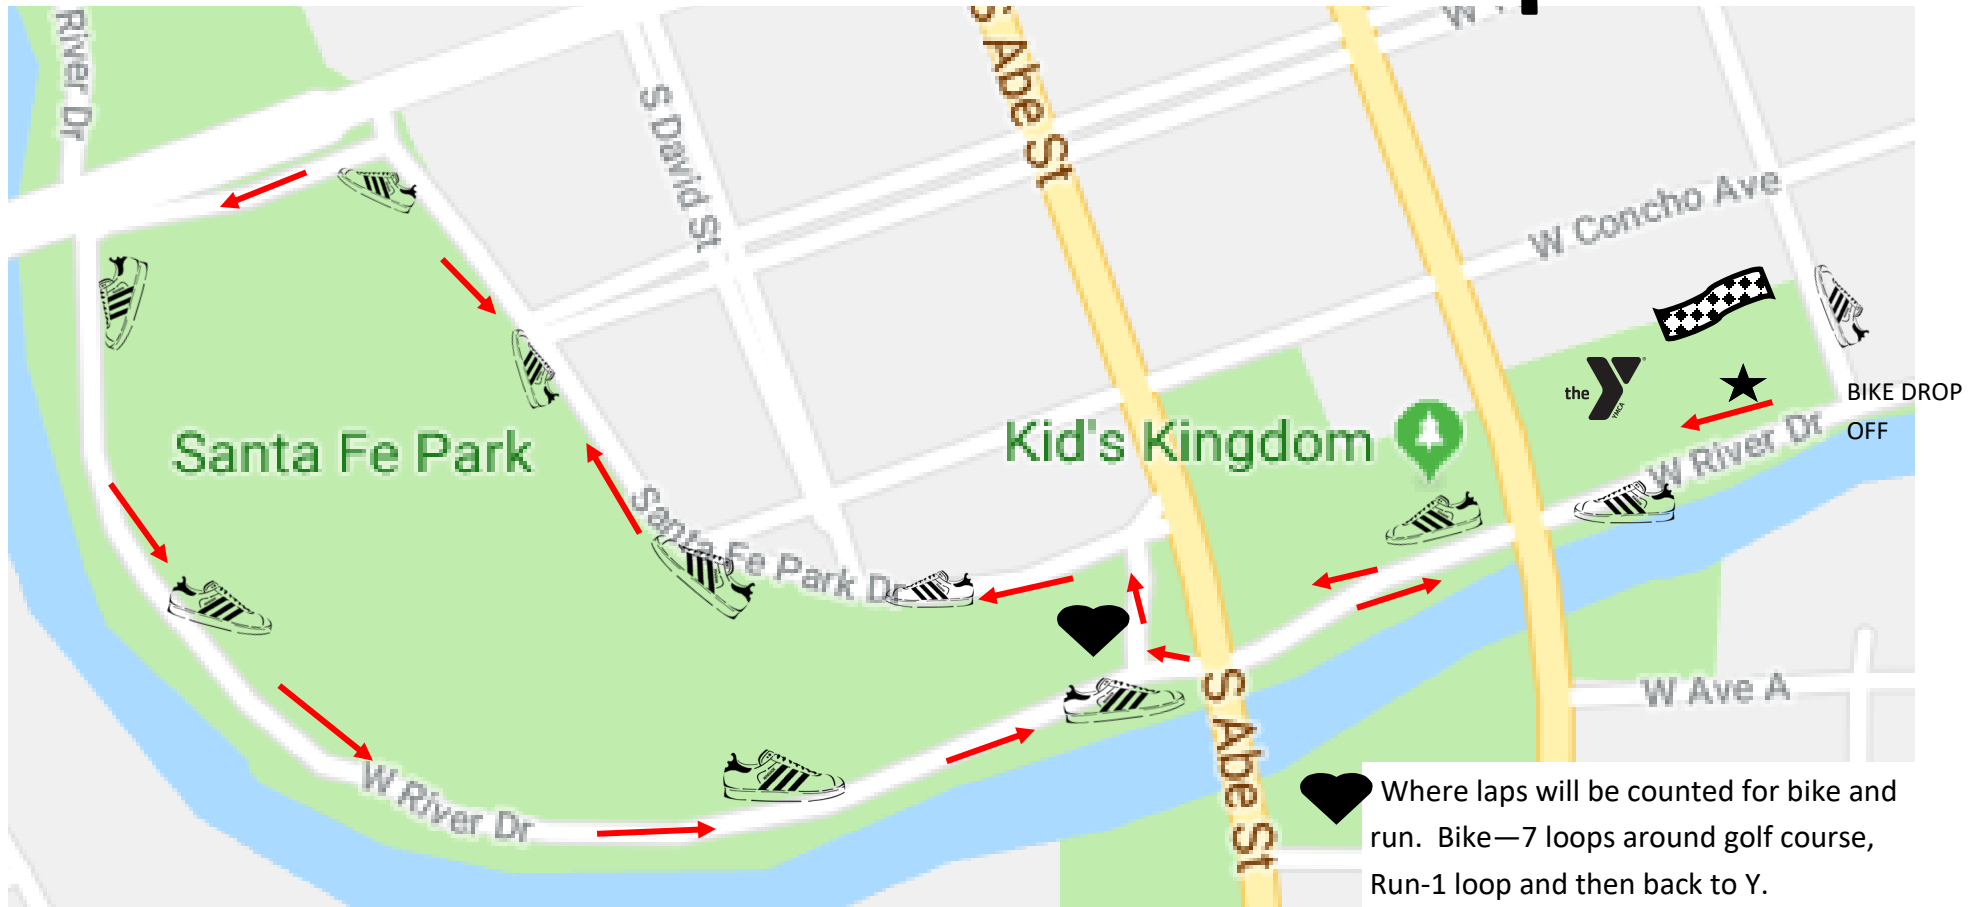 River Dr
S Abe St
W
S David St
W Concho Ave
the
YMCA
BIKE DROP
OFF
Santa Fe Park
Kid's Kingdom
W River Dr
Santa Fe Park Dr
W Ave A
S Abe St
W River Dr
Where laps will be counted for bike and
run.  Bike—7 loops around golf course,
Run-1 loop and then back to Y.